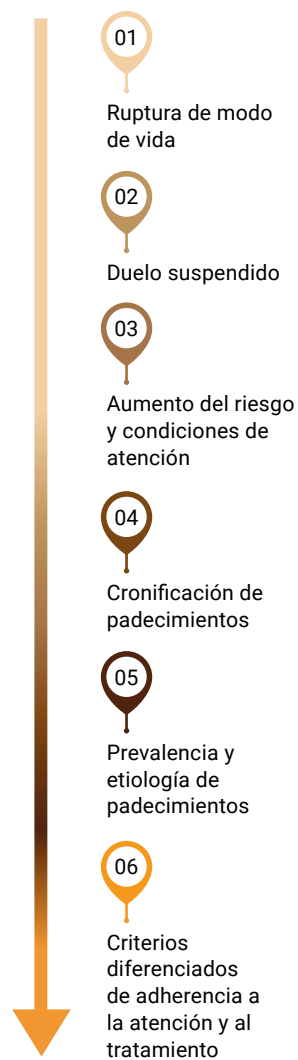 01
Ruptura de modo
de vida
02
Duelo suspendido
03
Aumento del riesgo
y condiciones de
atención
04
Cronificación de
padecimientos
05
Prevalencia y
etiología de
padecimientos
06
Criterios
diferenciados
de adherencia a
la atención y al
tratamiento